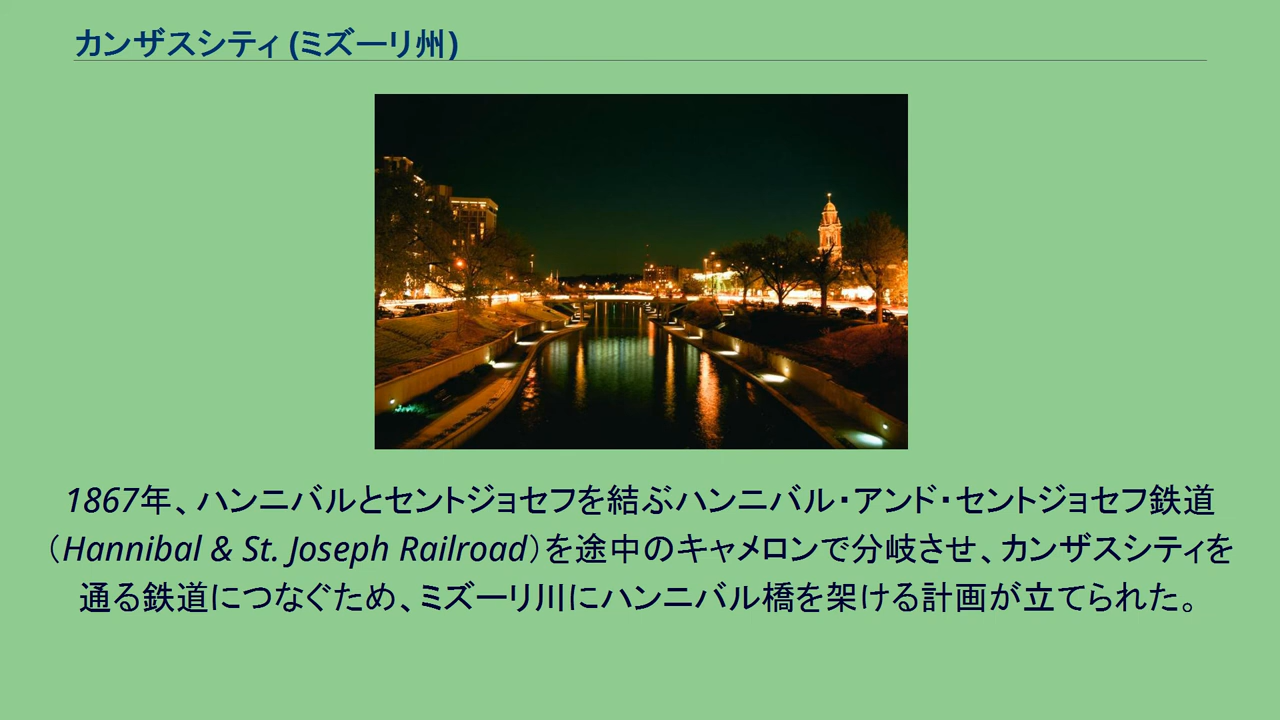 カンザスシティ (ミズーリ州)
1867年、ハンニバルとセントジョセフを結ぶハンニバル・アンド・セントジョセフ鉄道
（Hannibal & St. Joseph Railroad）を途中のキャメロンで分岐させ、カンザスシティを
通る鉄道につなぐため、ミズーリ川にハンニバル橋を架ける計画が立てられた。